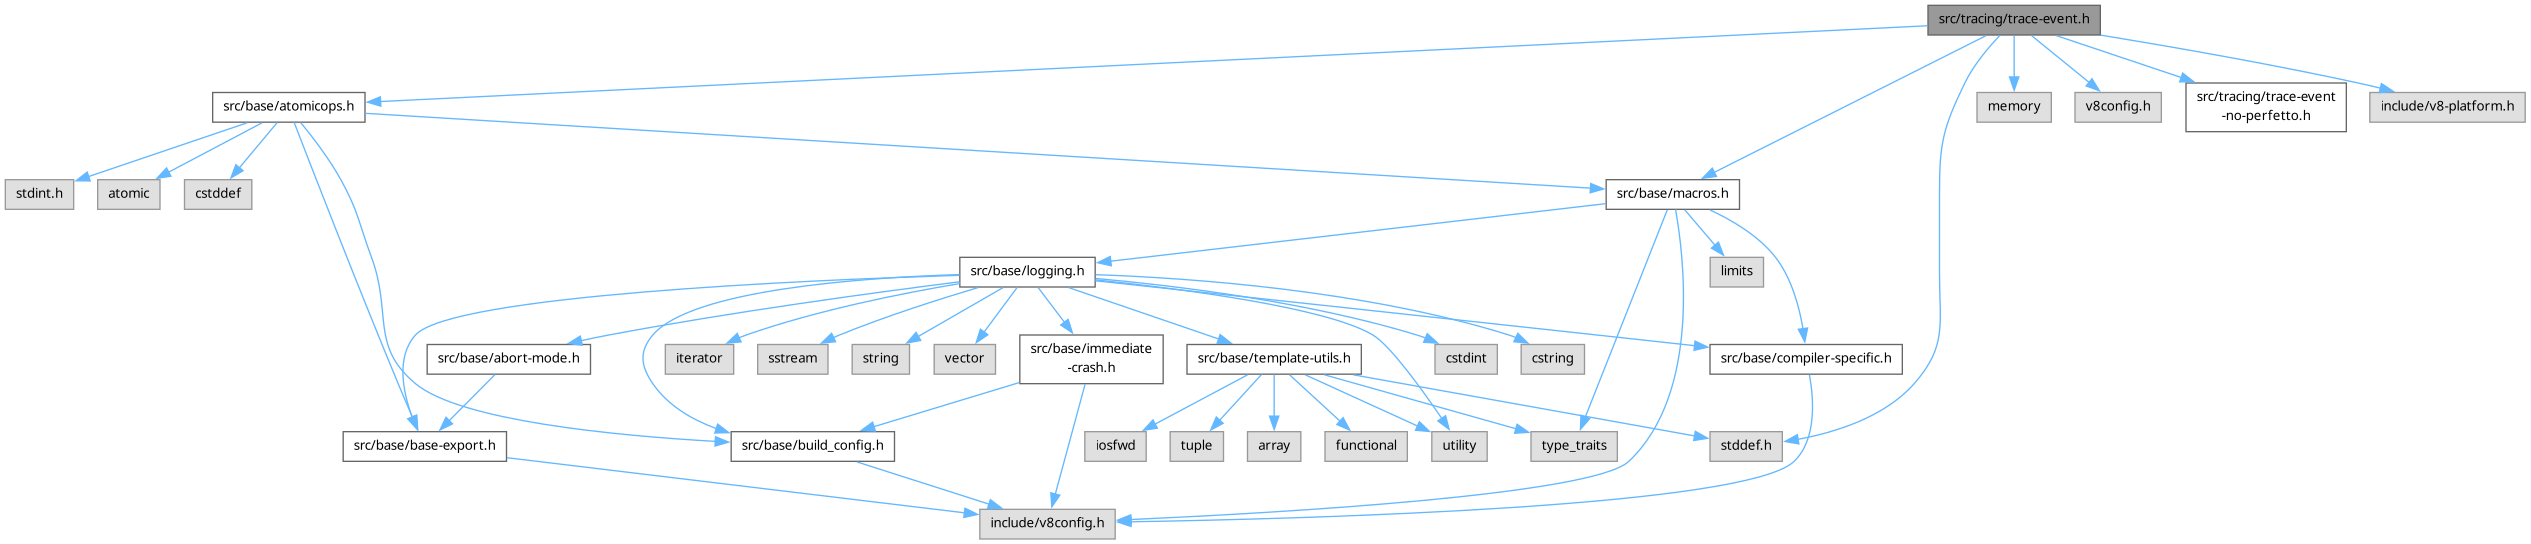 src/tracing/trace-event.h
src/base/atomicops.h
memory
v8config.h
src/tracing/trace-event
-no-perfetto.h
include/v8-platform.h
stdint.h
atomic
cstddef
src/base/macros.h
src/base/logging.h
limits
src/base/abort-mode.h
iterator
sstream
string
vector
src/base/immediate
-crash.h
src/base/template-utils.h
cstdint
cstring
src/base/compiler-specific.h
src/base/base-export.h
src/base/build_config.h
iosfwd
tuple
array
functional
utility
type_traits
stddef.h
include/v8config.h